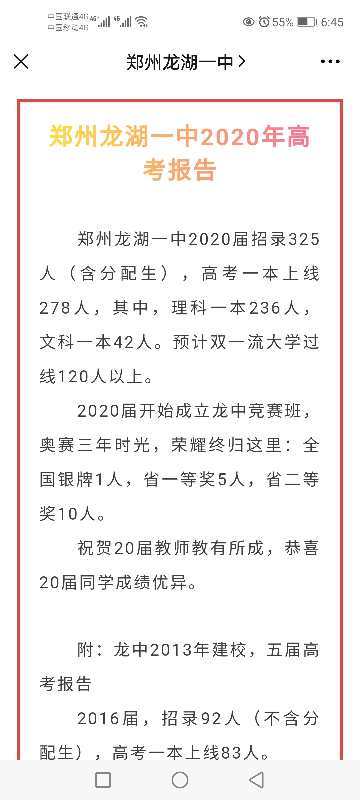 中国联通4G 4G 4G 55% 6:45
中国移动4G
郑州龙湖一中
郑州龙湖一中2020年高
考报告
郑州龙湖一中2020届招录325
人（含分配生），高考一本上线
278人，其中，理科一本236人，
文科一本42人。预计双一流大学过
线120人以上。
2020届开始成立龙中竞赛班，
奥赛三年时光，荣耀终归这里：全
国银牌1人，省一等奖5人，省二等
奖10人。
祝贺20届教师教有所成，恭喜
20届同学成绩优异。
附：龙中2013年建校，五届高
考报告
2016届，招录92人（不含分
配生），高考一本上线83人。